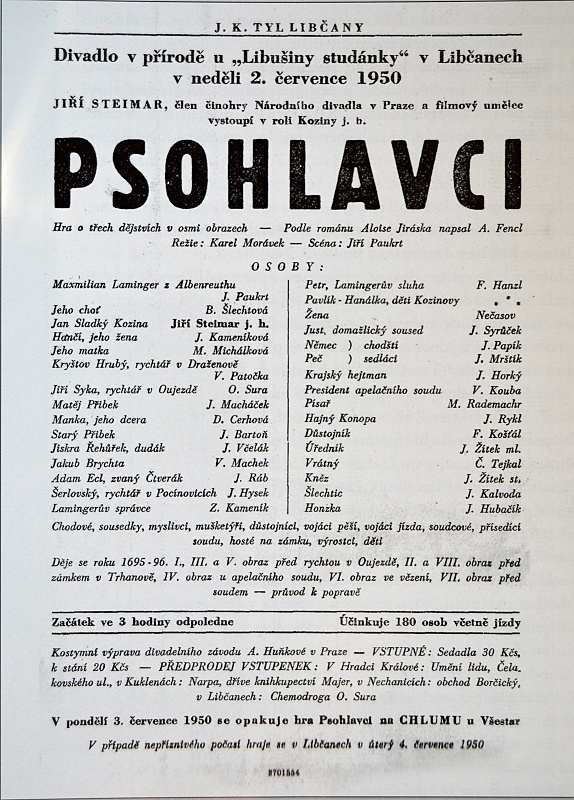 J. K. TYL LIBČANY
Divadlo v přírodě u „Libušiny studánky“ v Libčanech
v neděli 2. července 1950
JIŘÍ STEIMAR, člen činohry Národního divadla v Praze a filmový umělec
vystoupí v roli Koziny j. h.
PSOHLAVCI
Hra o třech dějstvích v osmi obrazech — Podle románu Aloise Jiráska napsal A. Fencl
Režie: Karel Morávek — Scéna: Jiří Paukrt
OSOBY:
Maxmilian Laminger z Albenreuthu
J. Paukrt
Jeho choť B. Šlechtová
Jan Sladký Kozina Jiří Steimar j. h.
Hančí, jeho žena J. Kameníková
Jeho matka M. Michálková
Kryštov Hrubý, rychtář v Draženově
V. Patočka
Jiří Syka, rychtář v Oujezdě O. Sura
Matěj Přibek J. Macháček
Manka, jeho dcera D. Cerhová
Starý Přibek J. Bartoň
Jiskra Řehůřek, dudák J. Včelák
Jakub Brychta V. Machek
Adam Ecl, zvaný Čtverák J. Ráb
Šerlovský, rychtář v Pocínovicích J. Hysek
Lamingerův správce Z. Kameník
Petr, Lamingerův sluha F. Hanzl
Pavlík - Hanálka, děti Kozinovy * * *
Žena Nečasov
Just, domažlický soused J. Syrůček
Němec ) chodští J. Papík
Peč ) sedláci J. Mrštík
Krajský hejtman J. Horký
President apelačního soudu V. Kouba
Písař M. Rademachr
Hajný Konopa J. Rykl
Důstojník F. Košťál
Úředník J. Žitek ml.
Vrátný Č. Tejkal
Kněz J. Žitek st.
Šlechtic J. Kalvoda
Honzka J. Hubačik
Chodové, sousedky, myslivci, mušketýři, důstojníci, vojáci pěší, vojáci jízda, soudcové, přísedící
soudu, hosté na zámku, výrostci, děti
Děje se roku 1695-96. I., III. a V. obraz před rychtou v Oujezdě, II. a VIII. obraz před
zámkem v Trhanově, IV. obraz u apelačního soudu, VI. obraz ve vězení, VII. obraz před
soudem — průvod k popravě
Začátek ve 3 hodiny odpoledne Účinkuje 180 osob včetně jízdy
Kostymní výprava divadelního závodu A. Huňkové v Praze — VSTUPNÉ: Sedadla 30 Kčs,
k stání 20 Kčs — PŘEDPRODEJ VSTUPENEK: V Hradci Králové: Umění lidu, Čela-
kovského ul., v Kuklenách: Narpa, dříve knihkupectví Majer, v Nechanicích: obchod Borčický,
v Libčanech: Chemodroga O. Sura
V pondělí 3. července 1950 se opakuje hra Psohlavci na CHLUMU u Všestar
V případě nepříznivého počasí hraje se v Libčanech v úterý 4. července 1950
8701554